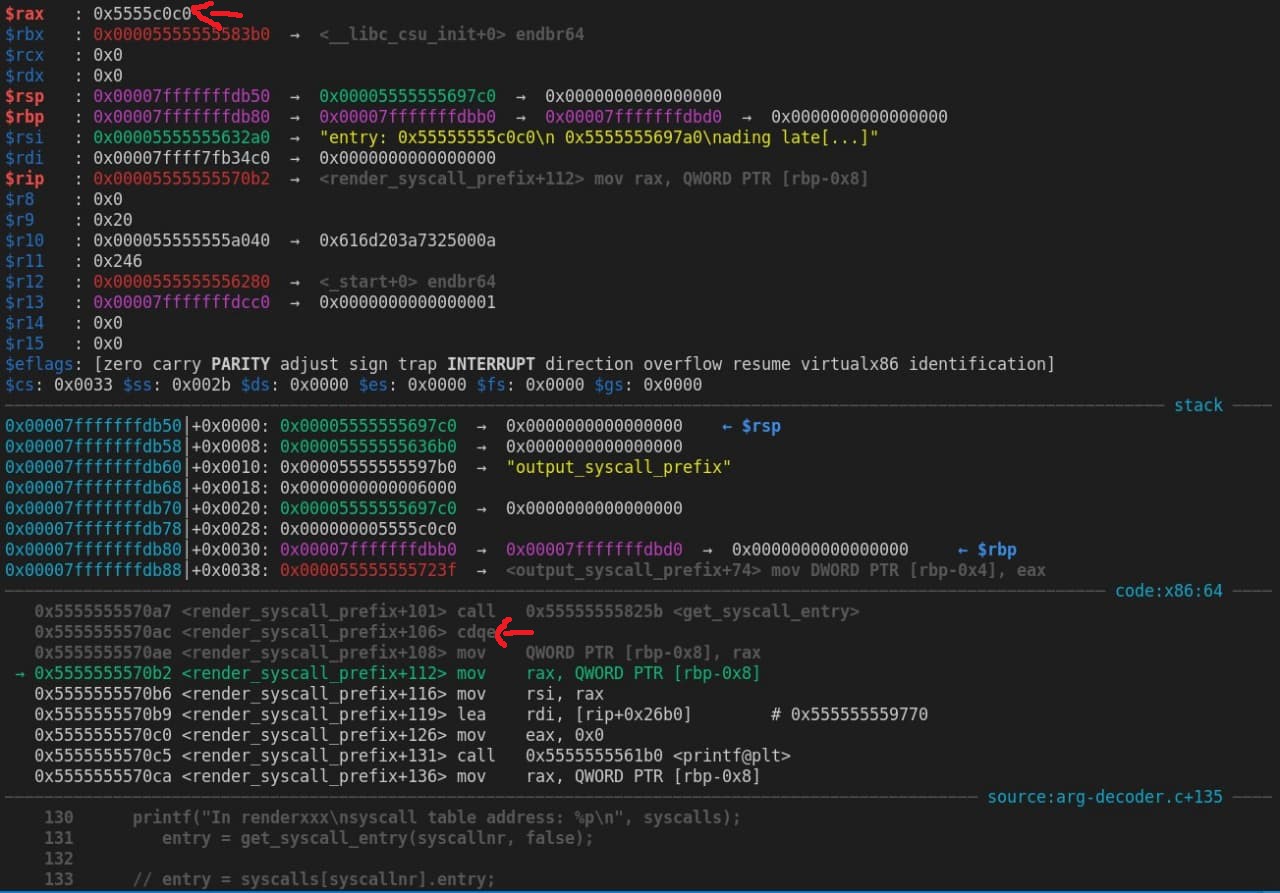 $rax   : 0x5555c0c0
$rbx   : 0x00005555555583b0  →  <__libc_csu_init+0> endbr64
$rcx   : 0x0
$rdx   : 0x0
$rsp   : 0x00007fffffffdb50  →  0x00005555555697c0  →  0x0000000000000000
$rbp   : 0x00007fffffffdb80  →  0x00007fffffffdbb0  →  0x00007fffffffdbd0  →  0x0000000000000000
$rsi   : 0x00005555555632a0  →  "entry: 0x55555555c0c0\n 0x5555555697a0\nading late[...]"
$rdi   : 0x00007ffff7fb34c0  →  0x0000000000000000
$rip   : 0x00005555555570b2  →  <render_syscall_prefix+112> mov rax, QWORD PTR [rbp-0x8]
$r8    : 0x0
$r9    : 0x20
$r10   : 0x000055555555a040  →  0x616d203a7325000a
$r11   : 0x246
$r12   : 0x0000555555556280  →  <_start+0> endbr64
$r13   : 0x00007fffffffdcc0  →  0x0000000000000001
$r14   : 0x0
$r15   : 0x0
$eflags: [zero carry PARITY adjust sign trap INTERRUPT direction overflow resume virtualx86 identification]
$cs: 0x0033 $ss: 0x002b $ds: 0x0000 $es: 0x0000 $fs: 0x0000 $gs: 0x0000
stack
0x00007fffffffdb50│+0x0000: 0x00005555555697c0  →  0x0000000000000000    ← $rsp
0x00007fffffffdb58│+0x0008: 0x00005555555636b0  →  0x0000000000000000
0x00007fffffffdb60│+0x0010: 0x00005555555597b0  →  "output_syscall_prefix"
0x00007fffffffdb68│+0x0018: 0x0000000000006000
0x00007fffffffdb70│+0x0020: 0x00005555555697c0  →  0x0000000000000000
0x00007fffffffdb78│+0x0028: 0x000000005555c0c0
0x00007fffffffdb80│+0x0030: 0x00007fffffffdbb0  →  0x00007fffffffdbd0  →  0x0000000000000000     ← $rbp
0x00007fffffffdb88│+0x0038: 0x000055555555723f  →  <output_syscall_prefix+74> mov DWORD PTR [rbp-0x4], eax
code:x86:64
0x5555555570a7 <render_syscall_prefix+101> call   0x55555555825b <get_syscall_entry>
0x5555555570ac <render_syscall_prefix+106> cdqe
0x5555555570ae <render_syscall_prefix+108> mov    QWORD PTR [rbp-0x8], rax
→ 0x5555555570b2 <render_syscall_prefix+112> mov    rax, QWORD PTR [rbp-0x8]
0x5555555570b6 <render_syscall_prefix+116> mov    rsi, rax
0x5555555570b9 <render_syscall_prefix+119> lea    rdi, [rip+0x26b0]        # 0x555555559770
0x5555555570c0 <render_syscall_prefix+126> mov    eax, 0x0
0x5555555570c5 <render_syscall_prefix+131> call   0x5555555561b0 <printf@plt>
0x5555555570ca <render_syscall_prefix+136> mov    rax, QWORD PTR [rbp-0x8]
source:arg-decoder.c+135
130      printf("In renderxxx\nsyscall table address: %p\n", syscalls);
131         entry = get_syscall_entry(syscallnr, false);
132
133      // entry = syscalls[syscallnr].entry;